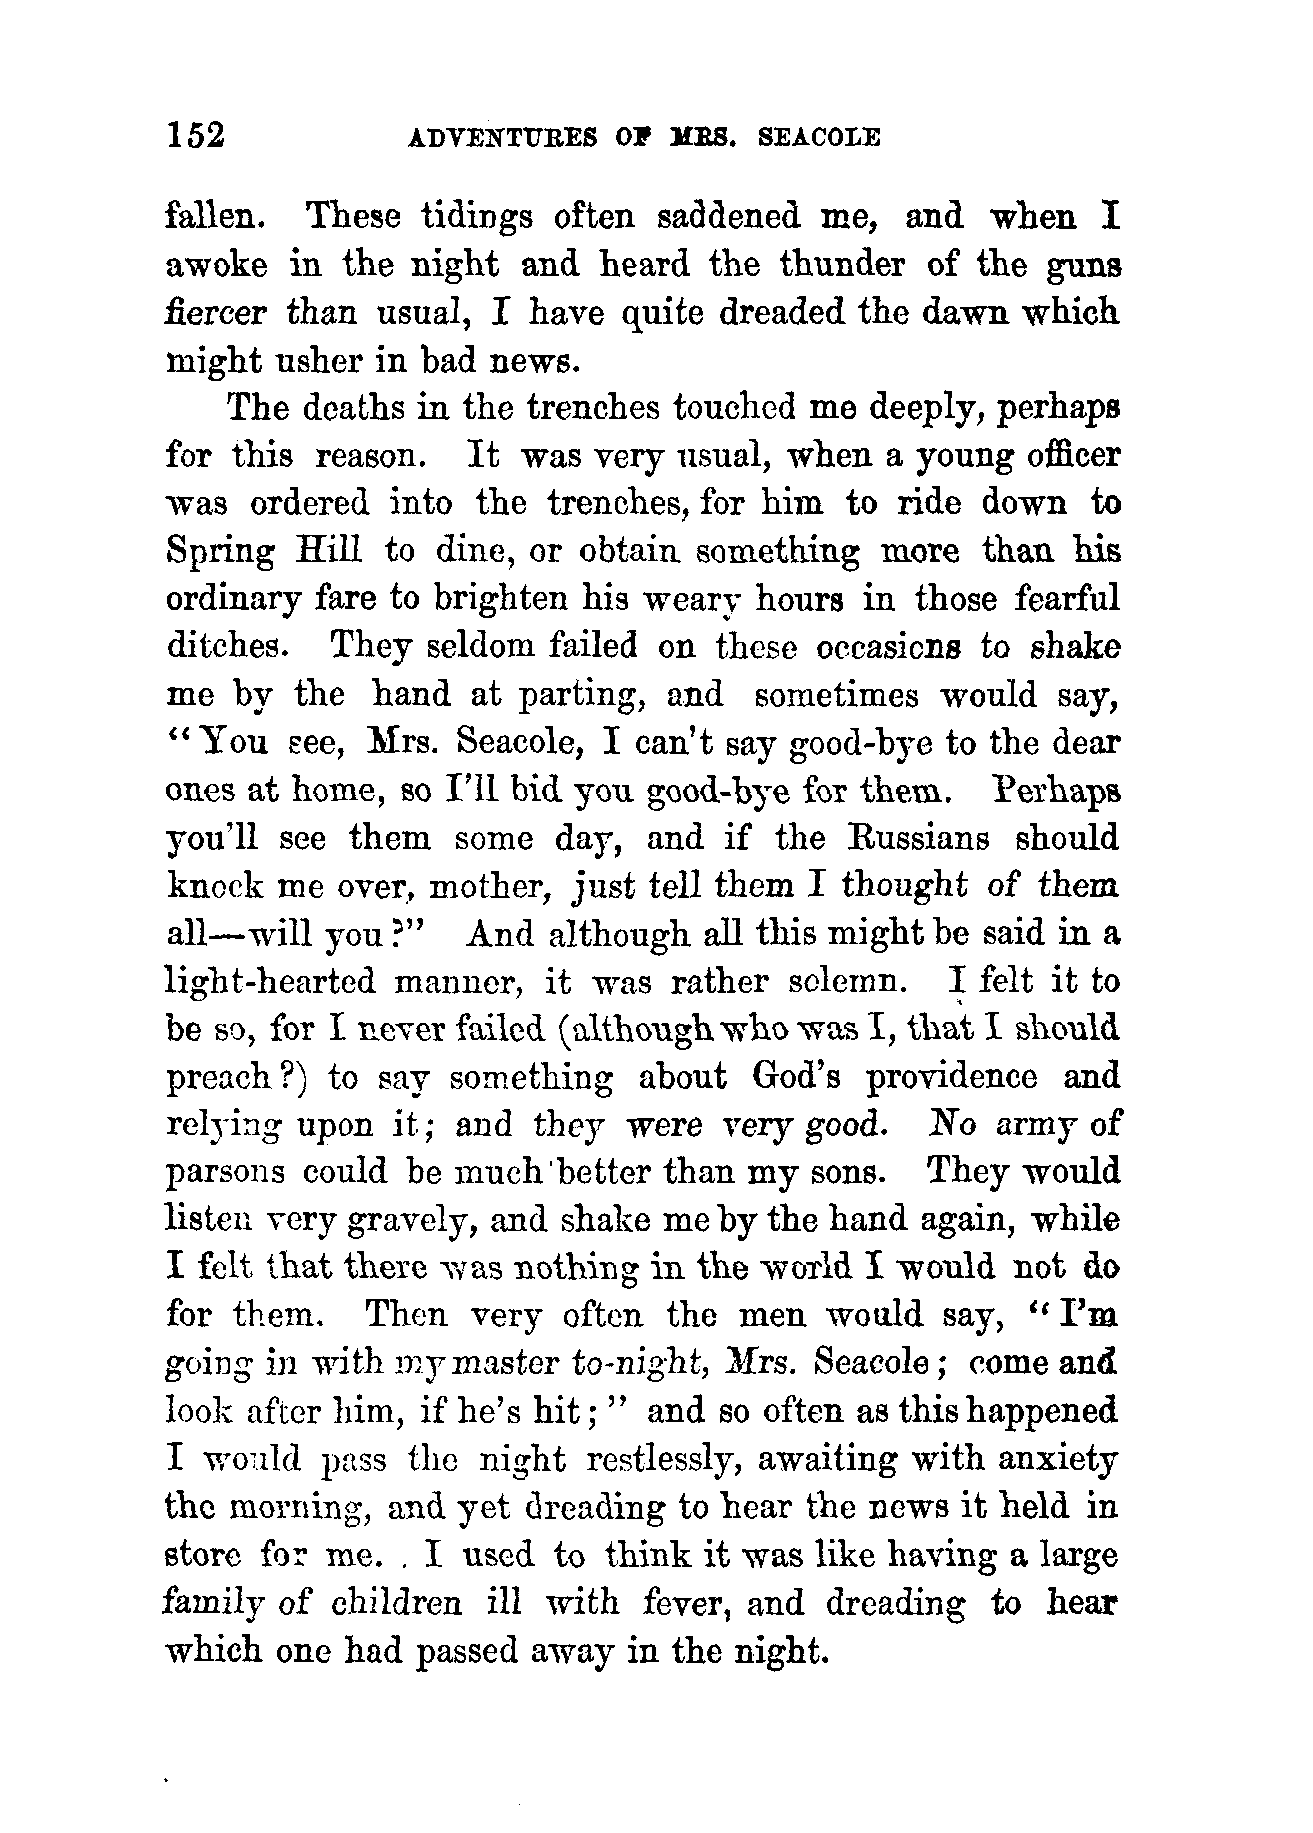 152 ADVENTURES OF MRS. SEACOLE
fallen. These tidings often saddened me, and when I
awoke in the night and heard the thunder of the guns
fiercer than usual, I have quite dreaded the dawn which
might usher in bad news.
The deaths in the trenches touched me deeply, perhaps
for this reason. It was very usual, when a young officer
was ordered into the trenches, for him to ride down to
Spring Hill to dine, or obtain something more than his
ordinary fare to brighten his weary hours in those fearful
ditches. They seldom failed on these occasions to shake
me by the hand at parting, and sometimes would say,
“You see, Mrs. Seacole, I can’t say good-bye to the dear
ones at home, so I’ll bid you good-bye for them. Perhaps
you’ll see them some day, and if the Russians should
knock me over, mother, just tell them I thought of them
all—will you?” And although all this might be said in a
light-hearted manner, it was rather solemn. I felt it to
be so, for I never failed (although who was I, that I should
preach?) to say something about God’s providence and
relying upon it; and they were very good. No army of
parsons could be much better than my sons. They would
listen very gravely, and shake me by the hand again, while
I felt that there was nothing in the world I would not do
for them. Then very often the men would say, “I’m
going in with my master to-night, Mrs. Seacole; come and
look after him, if he’s hit;” and so often as this happened
I would pass the night restlessly, awaiting with anxiety
the morning, and yet dreading to hear the news it held in
store for me. I used to think it was like having a large
family of children ill with fever, and dreading to hear
which one had passed away in the night.